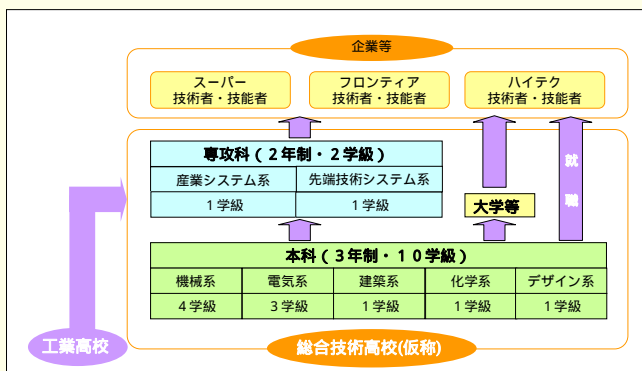 企業等
スーパー
技術者・技能者
フロンティア
技術者・技能者
ハイテク
技術者・技能者
専攻科（２年制・２学級）
産業システム系 先端技術システム系
１学級 １学級
大学等
就
職
本科（３年制・１０学級）
機械系 電気系 建築系 化学系 デザイン系
４学級 ３学級 １学級 １学級 １学級
工業高校
総合技術高校(仮称)